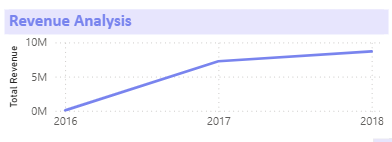 Revenue Analysis
Total Revenue
10M
5M
0M
2016
2017
2018